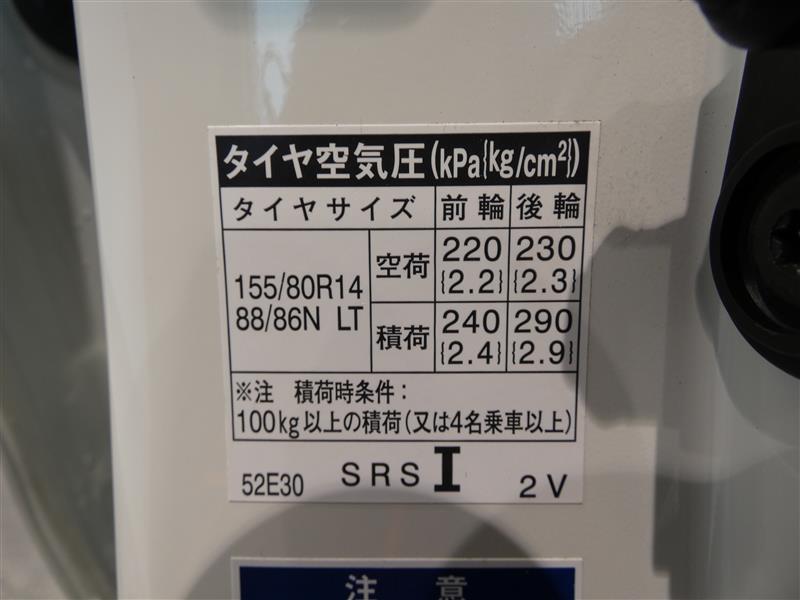 タイヤ空気圧(kPa{kg/cm²})
タイヤサイズ 前輪 後輪
155/80R14 88/86N LT 空荷 220 {2.2} 230 {2.3}
積荷 240 {2.4} 290 {2.9}
※注 積荷時条件:
100kg以上の積荷(又は4名乗車以上)
52E30 SRS I 2V
注意